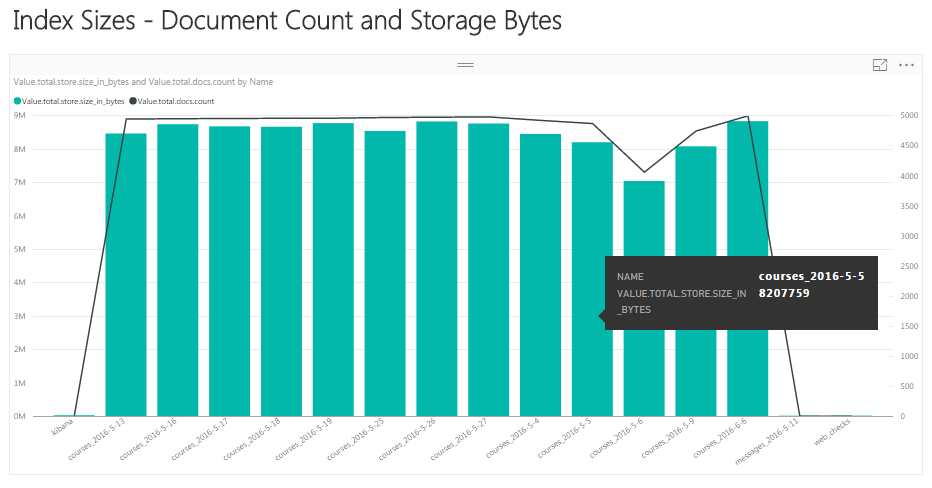 Index Sizes - Document Count and Storage Bytes
Value.total.store.size_in_bytes and Value.total.docs.count by Name
Value.total.store.size_in_bytes Value.total.docs.count
9M 5000
8M 4500
7M 4000
6M 3500
5M 3000
4M 2500
3M 2000
2M 1500
1M 1000
0M 500
0
NAME courses_2016-5-5
VALUE.TOTAL.STORE.SIZE_IN 8207759
_BYTES
kibana
courses_2016-5-13
courses_2016-5-16
courses_2016-5-17
courses_2016-5-18
courses_2016-5-19
courses_2016-5-25
courses_2016-5-26
courses_2016-5-27
courses_2016-5-4
courses_2016-5-5
courses_2016-5-6
courses_2016-5-9
courses_2016-6-6
messages_2016-5-11
web_checks